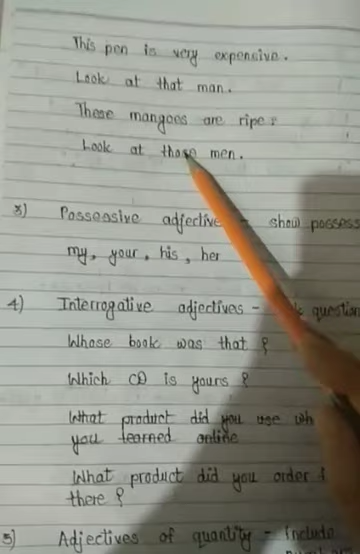 This pen is very expensive.
Look at that man.
These mangoes are ripe.
Look at those men.
3) Possessive adjective - show possess
my, your, his, her
4) Interrogative adjectives - question
Whose book was that ?
Which CD is yours ?
What product did you use wh
you learned online
What product did you order f
there ?
5) Adjectives of quantity - Include